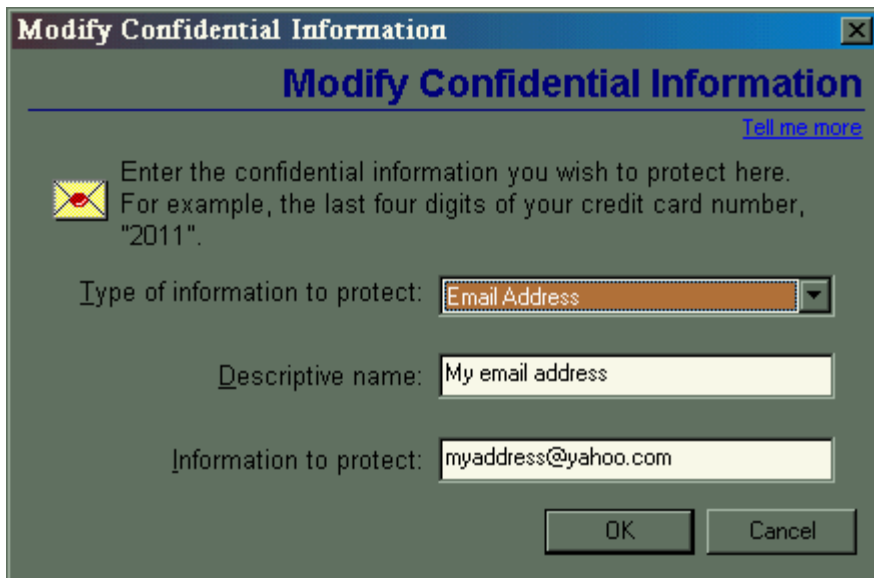 Modify Confidential Information
Modify Confidential Information
Tell me more
Enter the confidential information you wish to protect here.
For example, the last four digits of your credit card number,
"2011".
Type of information to protect: Email Address
Descriptive name: My email address
Information to protect: myaddress@yahoo.com
OK Cancel